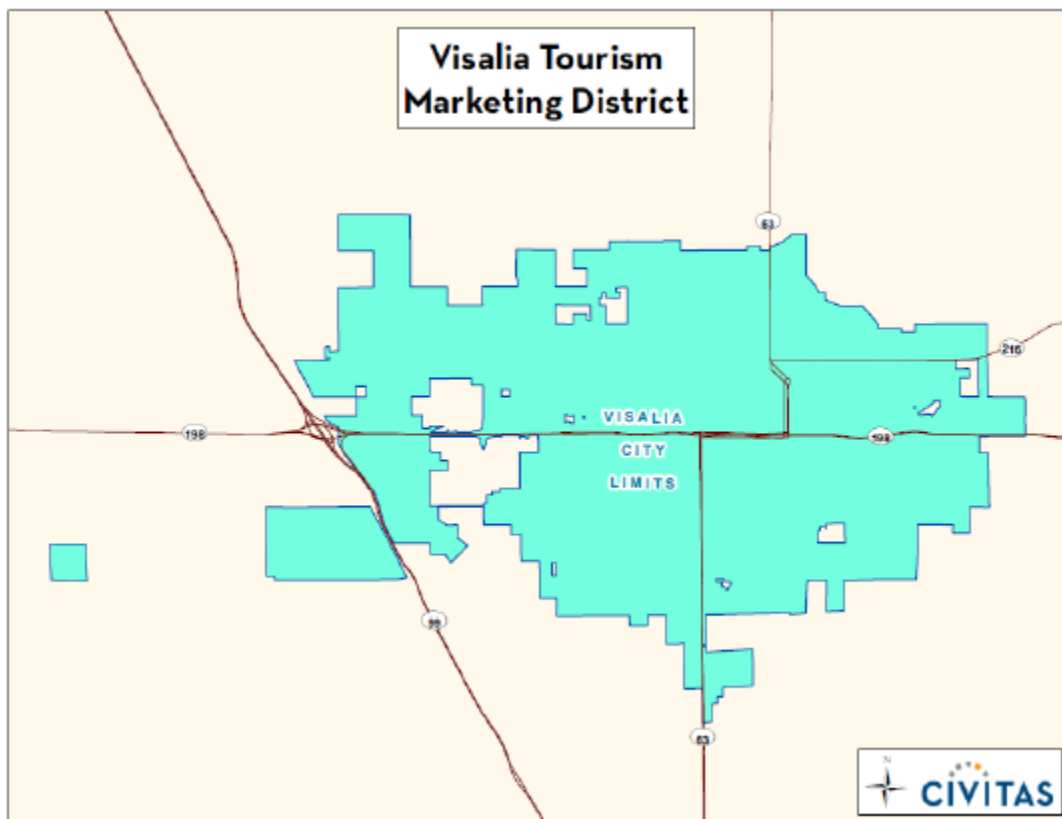 Visalia Tourism
Marketing District
63
216
198
VISALIA
198
CITY
LIMITS
99
63
N
CIVITAS